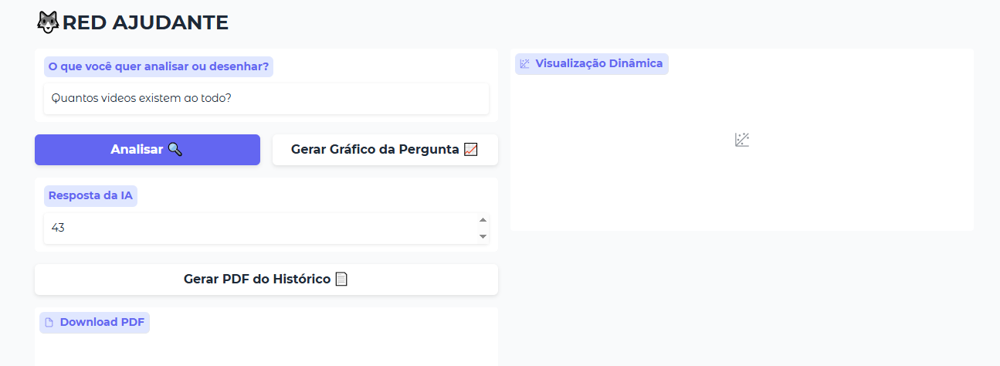 RED AJUDANTE
O que você quer analisar ou desenhar?
Quantos videos existem ao todo?
Analisar
Gerar Gráfico da Pergunta
Resposta da IA
43
Gerar PDF do Histórico
Download PDF
Visualização Dinâmica